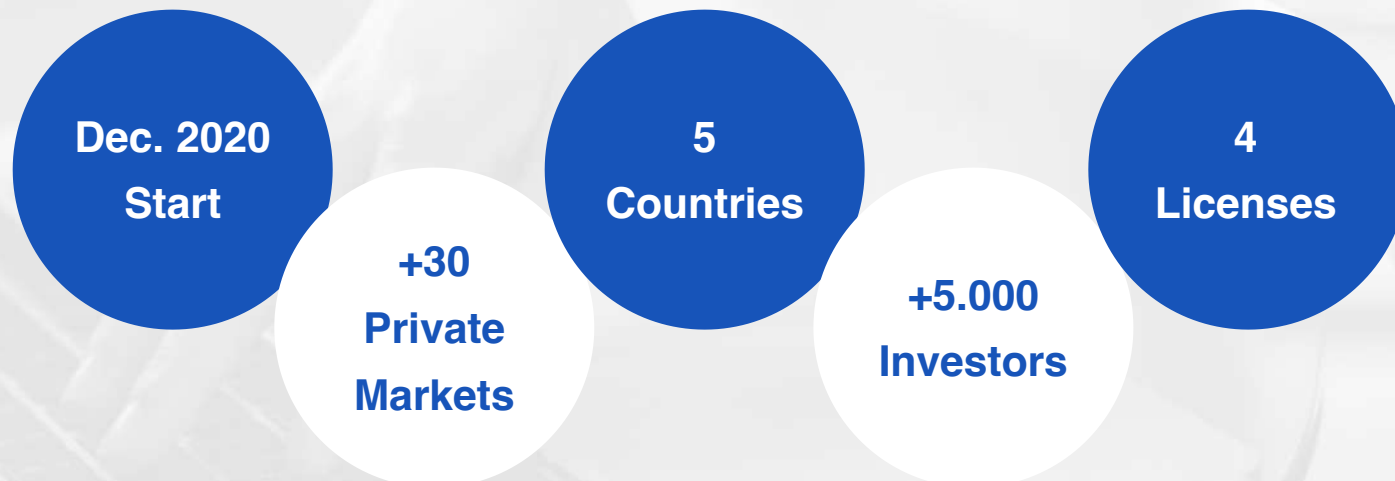 Dec. 2020
Start
+30
Private
Markets
5
Countries
+5.000
Investors
4
Licenses